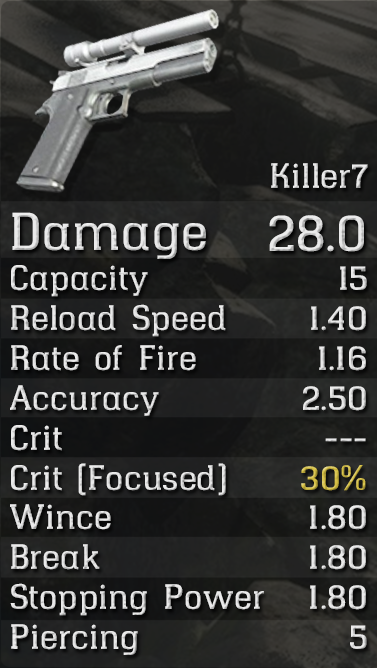 Killer7
Damage 28.0
Capacity 15
Reload Speed 1.40
Rate of Fire 1.16
Accuracy 2.50
Crit ---
Crit (Focused) 30%
Wince 1.80
Break 1.80
Stopping Power 1.80
Piercing 5